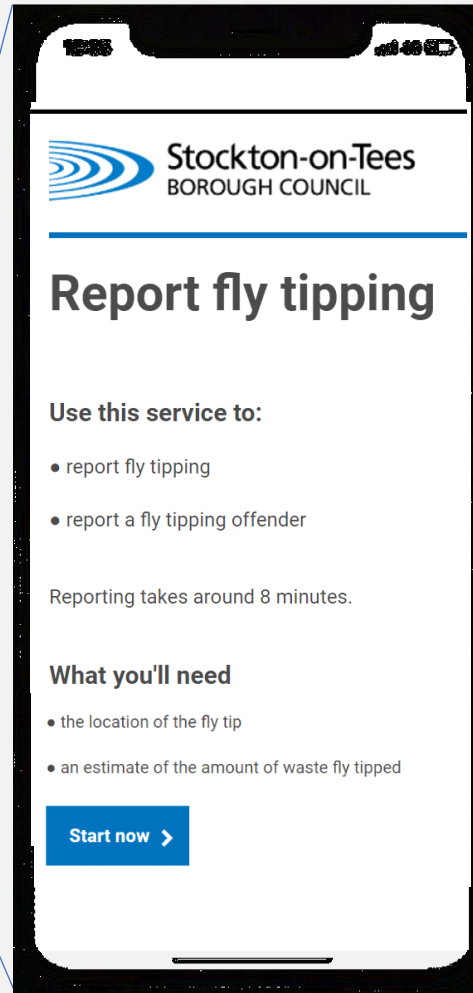 Stockton-on-Tees
BOROUGH COUNCIL
Report fly tipping
Use this service to:
● report fly tipping
● report a fly tipping offender
Reporting takes around 8 minutes.
What you'll need
● the location of the fly tip
● an estimate of the amount of waste fly tipped
Start now